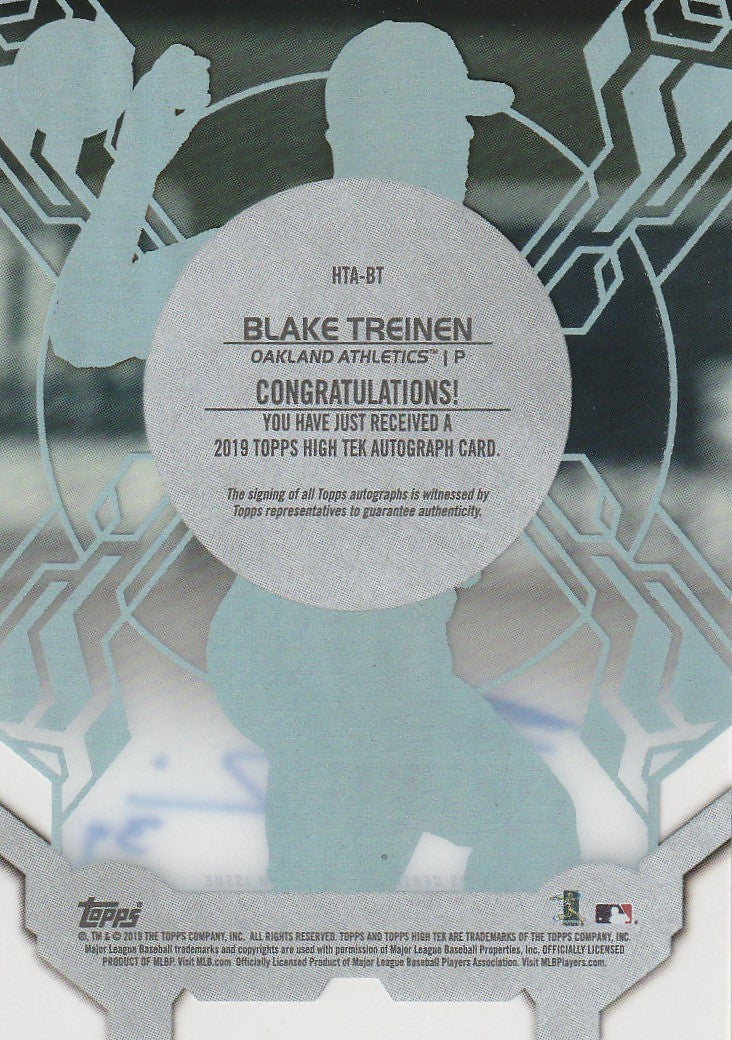 HTA-BT
BLAKE TREINEN
OAKLAND ATHLETICS™ | P
CONGRATULATIONS!
YOU HAVE JUST RECEIVED A
2019 TOPPS HIGH TEK AUTOGRAPH CARD.
The signing of all Topps autographs is witnessed by
Topps representatives to guarantee authenticity.
topps
®, TM & © 2019 THE TOPPS COMPANY, INC. ALL RIGHTS RESERVED. TOPPS AND TOPPS HIGH TEK ARE TRADEMARKS OF THE TOPPS COMPANY, INC.
Major League Baseball trademarks and copyrights are used with permission of Major League Baseball Properties, Inc. OFFICIALLY LICENSED
PRODUCT OF MLBP. Visit MLB.com Officially Licensed Product of Major League Baseball Players Association. Visit MLBPlayers.com.